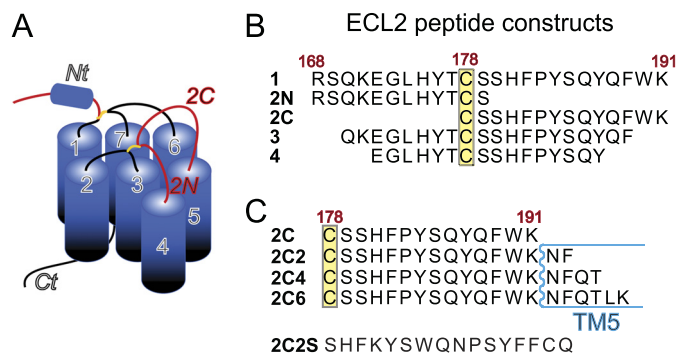 A
Nt
2C
1
7
6
2
3
2N
5
4
Ct
B ECL2 peptide constructs
168 178 191
1 RSQKEGLHYTCSSHFPYSQYQFWK
2N RSQKEGLHYTCS
2C CSSHFPYSQYQFWK
3 QKEGLHYTCSSHFPYSQYQF
4 EGLHYTCSSHFPYSQY
C
178 191
2C CSSHFPYSQYQFWK
2C2 CSSHFPYSQYQFWKNF
2C4 CSSHFPYSQYQFWKNFQT
2C6 CSSHFPYSQYQFWKNFQTLK
TM5
2C2S SHFKYSWQNPSYFFCQ